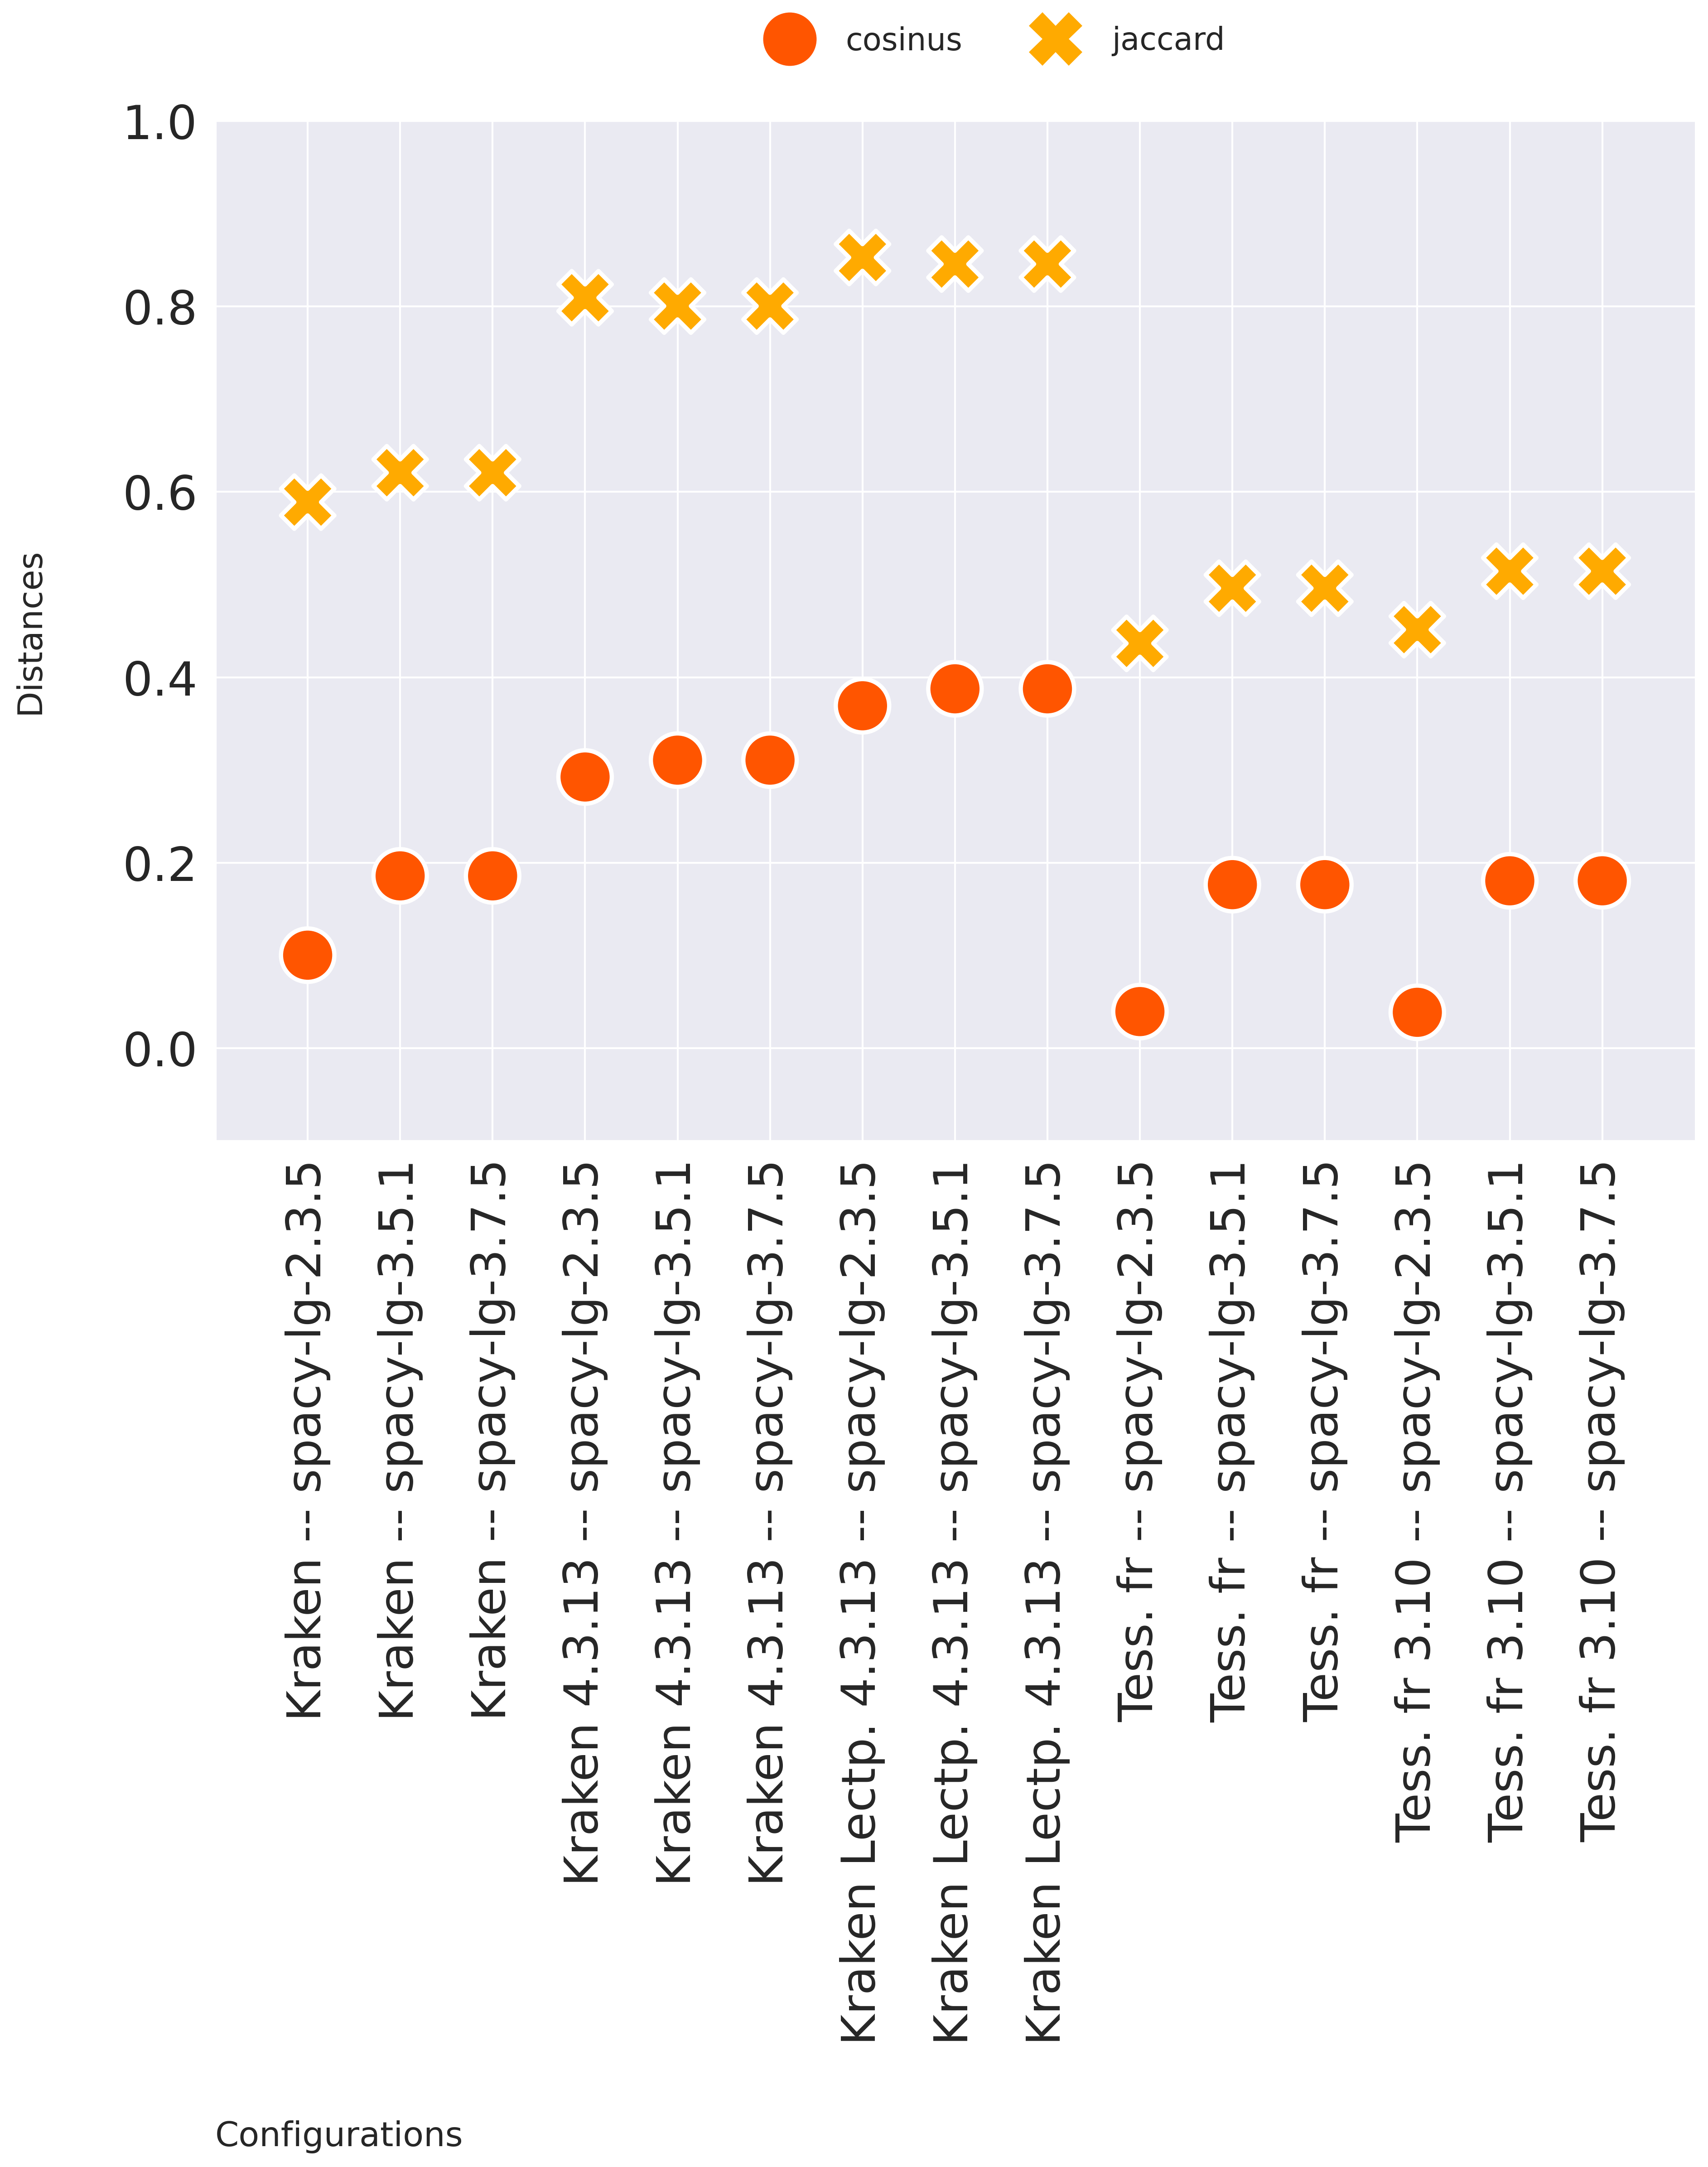 cosinus
jaccard
1.0
0.8
0.6
0.4
0.2
0.0
Distances
Kraken -- spacy-lg-2.3.5
Kraken -- spacy-lg-3.5.1
Kraken -- spacy-lg-3.7.5
Kraken 4.3.13 -- spacy-lg-2.3.5
Kraken 4.3.13 -- spacy-lg-3.5.1
Kraken 4.3.13 -- spacy-lg-3.7.5
Kraken Lectp. 4.3.13 -- spacy-lg-2.3.5
Kraken Lectp. 4.3.13 -- spacy-lg-3.5.1
Kraken Lectp. 4.3.13 -- spacy-lg-3.7.5
Tess. fr -- spacy-lg-2.3.5
Tess. fr -- spacy-lg-3.5.1
Tess. fr -- spacy-lg-3.7.5
Tess. fr 3.10 -- spacy-lg-2.3.5
Tess. fr 3.10 -- spacy-lg-3.5.1
Tess. fr 3.10 -- spacy-lg-3.7.5
Configurations